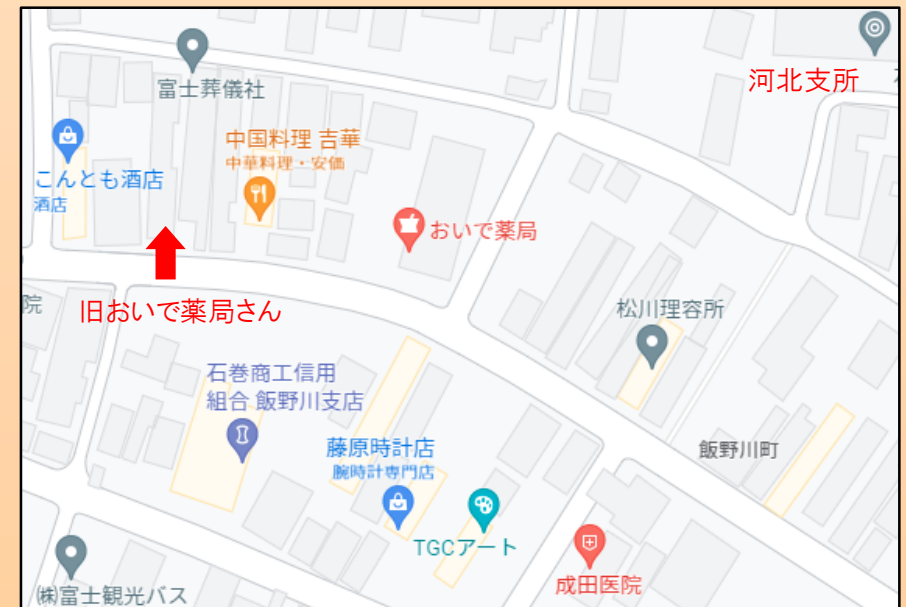 河北支所
富士葬儀社
中国料理 吉華
中華料理・安価
こんとも酒店
酒店
おいで薬局
旧おいで薬局さん
院
松川理容所
石巻商工信用
組合 飯野川支店
藤原時計店
腕時計専門店
飯野川町
TGCアート
成田医院
㈱富士観光バス